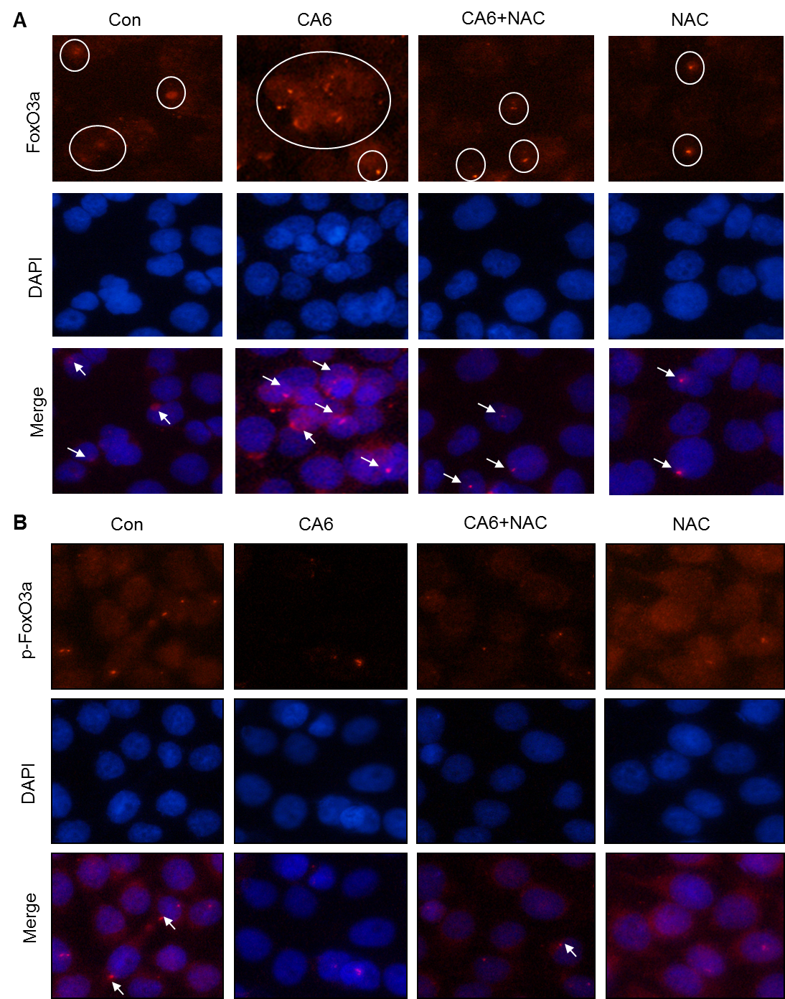 A
Con CA6 CA6+NAC NAC
FoxO3a
DAPI
Merge
B
Con CA6 CA6+NAC NAC
p-FoxO3a
DAPI
Merge